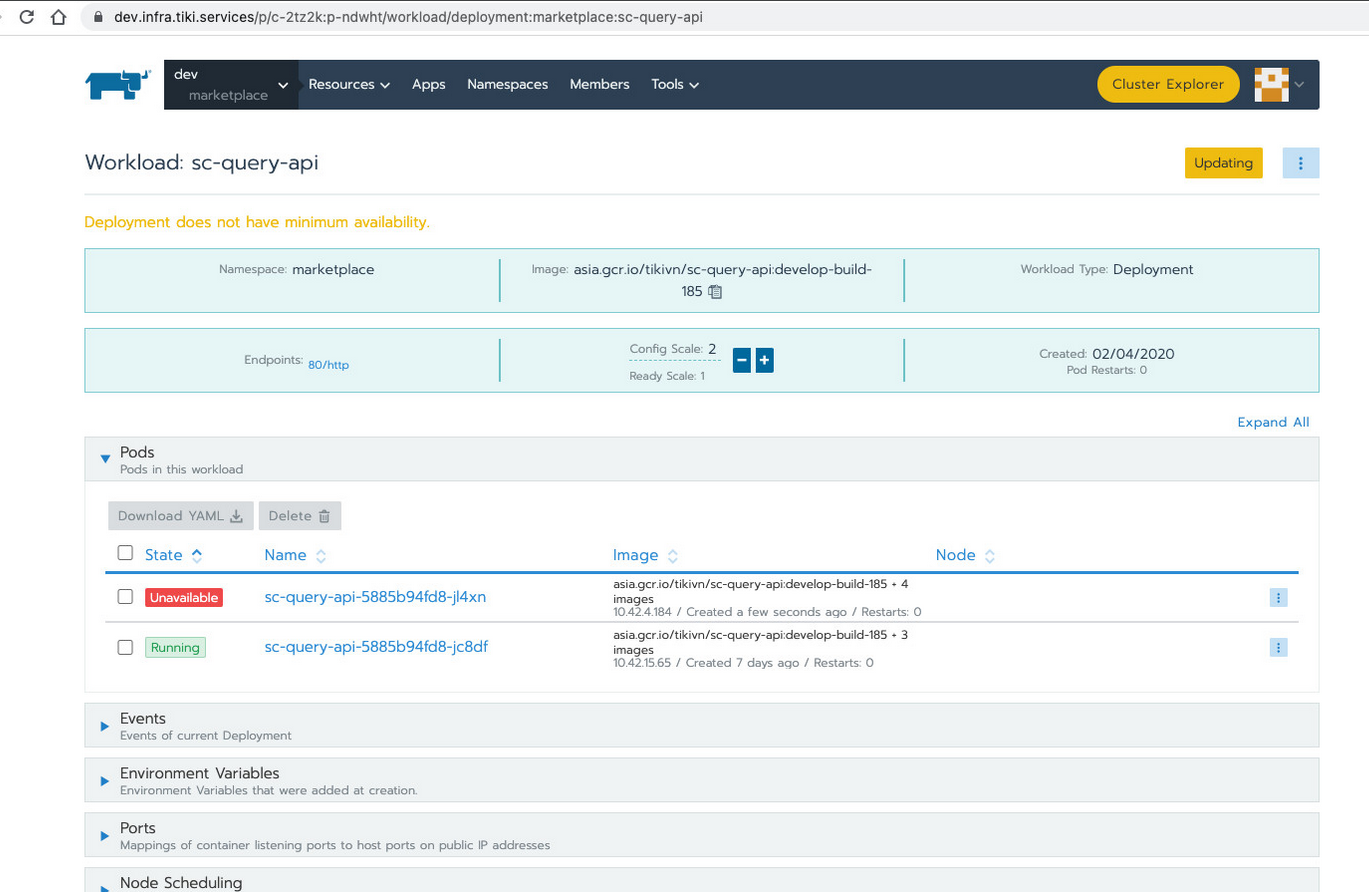 dev.infra.tiki.services/p/c-2tz2k:p-ndwht/workload/deployment:marketplace:sc-query-api
dev
marketplace
Resources
Apps
Namespaces
Members
Tools
Cluster Explorer
Workload: sc-query-api
Updating
Deployment does not have minimum availability.
Namespace: marketplace
Image: asia.gcr.io/tikivn/sc-query-api:develop-build-
185
Workload Type: Deployment
Endpoints: 80/http
Config Scale: 2
Ready Scale: 1
Created: 02/04/2020
Pod Restarts: 0
Expand All
Pods
Pods in this workload
Download YAML
Delete
State
Name
Image
Node
Unavailable
sc-query-api-5885b94fd8-jl4xn
asia.gcr.io/tikivn/sc-query-api:develop-build-185 + 4
images
10.42.4.184 / Created a few seconds ago / Restarts: 0
Running
sc-query-api-5885b94fd8-jc8df
asia.gcr.io/tikivn/sc-query-api:develop-build-185 + 3
images
10.42.15.65 / Created 7 days ago / Restarts: 0
Events
Events of current Deployment
Environment Variables
Environment Variables that were added at creation.
Ports
Mappings of container listening ports to host ports on public IP addresses
Node Scheduling